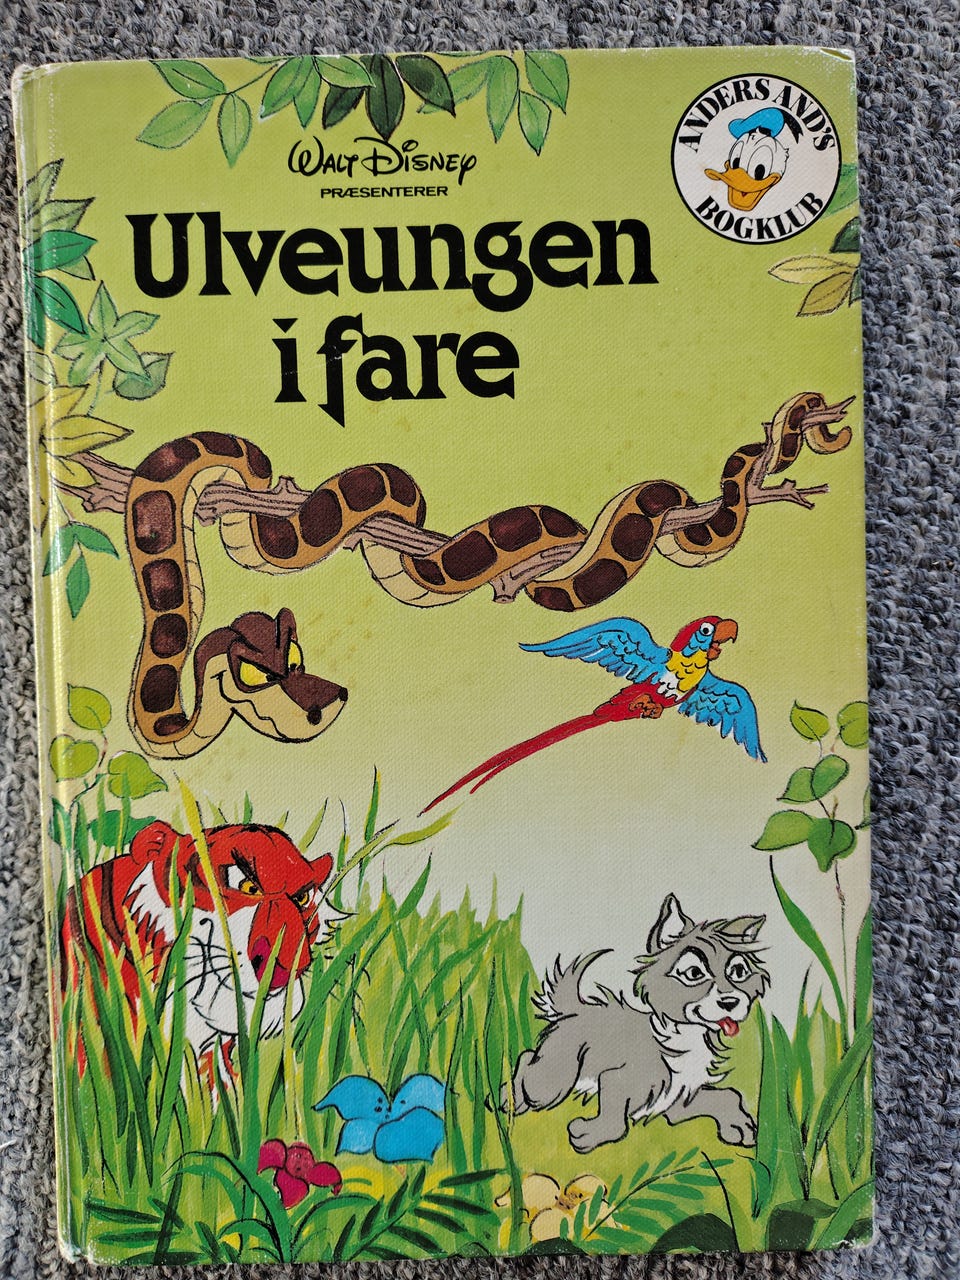 ANDERS AND'S
BOGKLUB
WALT DISNEY
PRÆSENTERER
Ulveungen
i fare